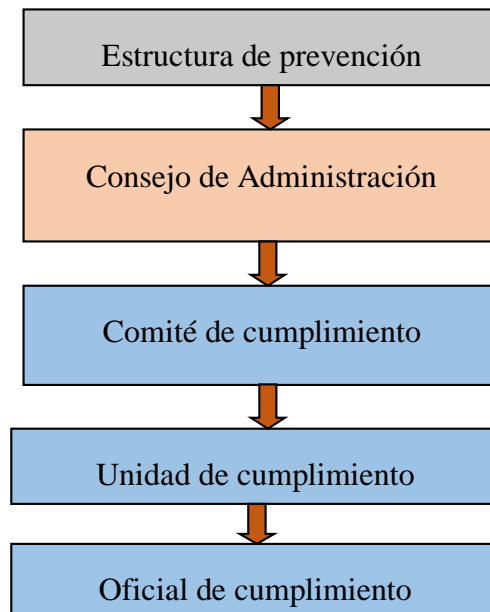 Estructura de prevención
Consejo de Administración
Comité de cumplimiento
Unidad de cumplimiento
Oficial de cumplimiento